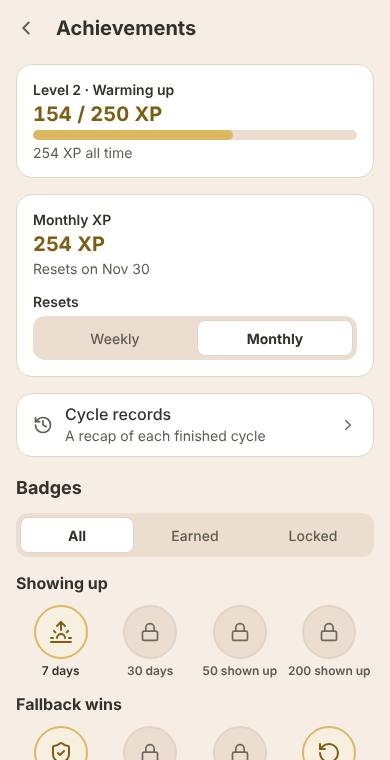 Achievements
Level 2 · Warming up
154 / 250 XP
254 XP all time
Monthly XP
254 XP
Resets on Nov 30
Resets
Weekly Monthly
Cycle records
A recap of each finished cycle
Badges
All Earned Locked
Showing up
7 days 30 days 50 shown up 200 shown up
Fallback wins